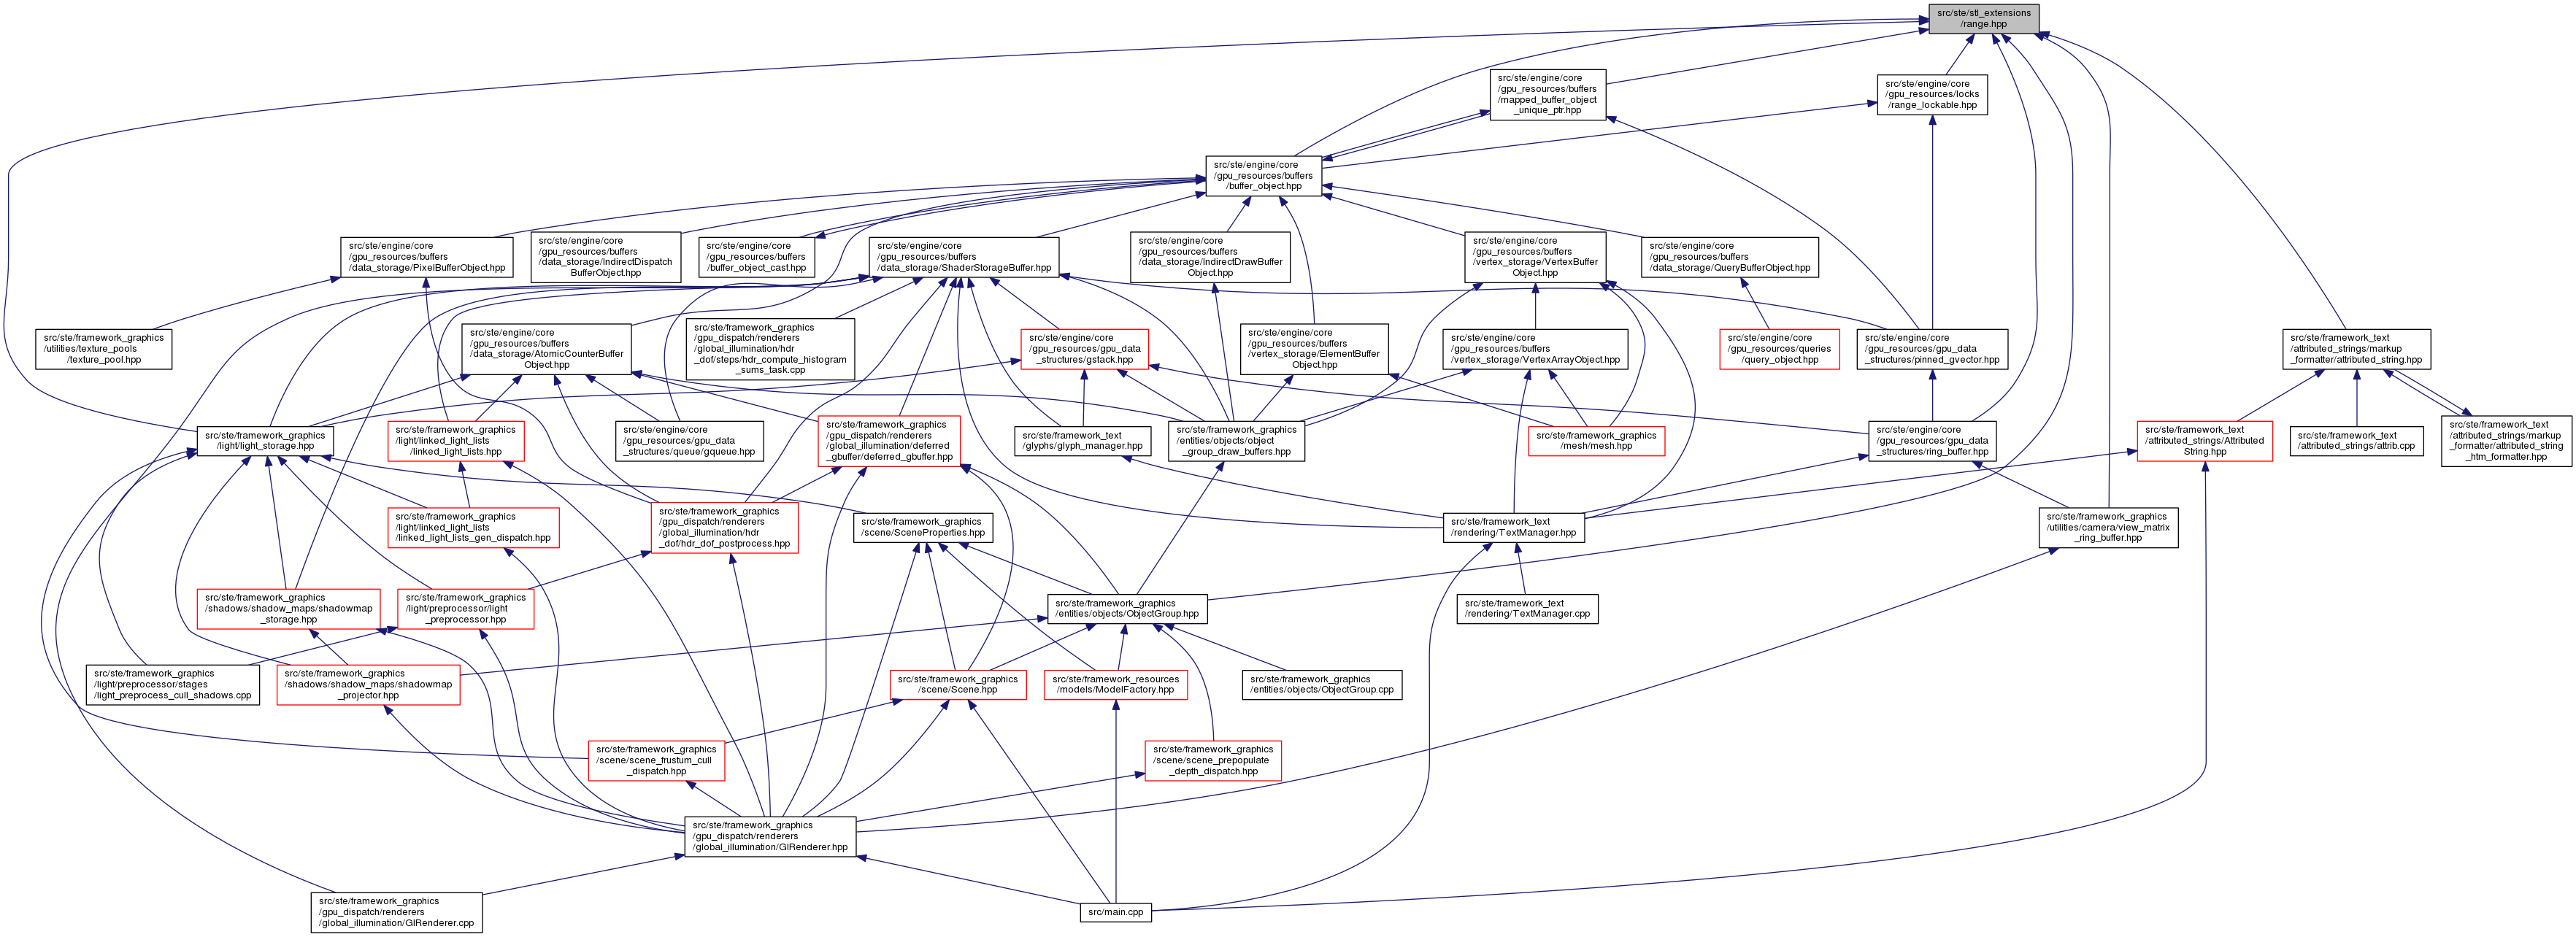 src/ste/stl_extensions
/range.hpp
src/ste/engine/core
/gpu_resources/buffers
/mapped_buffer_object
_unique_ptr.hpp
src/ste/engine/core
/gpu_resources/locks
/range_lockable.hpp
src/ste/engine/core
/gpu_resources/buffers
/buffer_object.hpp
src/ste/engine/core
/gpu_resources/buffers
/data_storage/PixelBufferObject.hpp
src/ste/engine/core
/gpu_resources/buffers
/data_storage/IndirectDispatch
BufferObject.hpp
src/ste/engine/core
/gpu_resources/buffers
/buffer_object_cast.hpp
src/ste/engine/core
/gpu_resources/buffers
/data_storage/ShaderStorageBuffer.hpp
src/ste/engine/core
/gpu_resources/buffers
/data_storage/IndirectDrawBuffer
Object.hpp
src/ste/engine/core
/gpu_resources/buffers
/vertex_storage/VertexBuffer
Object.hpp
src/ste/engine/core
/gpu_resources/buffers
/data_storage/QueryBufferObject.hpp
src/ste/framework_graphics
/utilities/texture_pools
/texture_pool.hpp
src/ste/engine/core
/gpu_resources/buffers
/data_storage/AtomicCounterBuffer
Object.hpp
src/ste/framework_graphics
/gpu_dispatch/renderers
/global_illumination/hdr
_dof/steps/hdr_compute_histogram
_sums_task.cpp
src/ste/engine/core
/gpu_resources/gpu_data
_structures/gstack.hpp
src/ste/engine/core
/gpu_resources/buffers
/vertex_storage/ElementBuffer
Object.hpp
src/ste/engine/core
/gpu_resources/buffers
/vertex_storage/VertexArrayObject.hpp
src/ste/engine/core
/gpu_resources/queries
/query_object.hpp
src/ste/engine/core
/gpu_resources/gpu_data
_structures/pinned_gvector.hpp
src/ste/framework_text
/attributed_strings/markup
_formatter/attributed_string.hpp
src/ste/framework_graphics
/light/light_storage.hpp
src/ste/framework_graphics
/light/linked_light_lists
/linked_light_lists.hpp
src/ste/engine/core
/gpu_resources/gpu_data
_structures/queue/gqueue.hpp
src/ste/framework_graphics
/gpu_dispatch/renderers
/global_illumination/deferred
_gbuffer/deferred_gbuffer.hpp
src/ste/framework_text
/glyphs/glyph_manager.hpp
src/ste/framework_graphics
/entities/objects/object
_group_draw_buffers.hpp
src/ste/framework_graphics
/mesh/mesh.hpp
src/ste/engine/core
/gpu_resources/gpu_data
_structures/ring_buffer.hpp
src/ste/framework_text
/attributed_strings/Attributed
String.hpp
src/ste/framework_text
/attributed_strings/attrib.cpp
src/ste/framework_text
/attributed_strings/markup
_formatter/attributed_string
_htm_formatter.hpp
src/ste/framework_graphics
/light/linked_light_lists
/linked_light_lists_gen_dispatch.hpp
src/ste/framework_graphics
/gpu_dispatch/renderers
/global_illumination/hdr
_dof/hdr_dof_postprocess.hpp
src/ste/framework_graphics
/scene/SceneProperties.hpp
src/ste/framework_text
/rendering/TextManager.hpp
src/ste/framework_graphics
/utilities/camera/view_matrix
_ring_buffer.hpp
src/ste/framework_graphics
/shadows/shadow_maps/shadowmap
_storage.hpp
src/ste/framework_graphics
/light/preprocessor/light
_preprocessor.hpp
src/ste/framework_graphics
/entities/objects/ObjectGroup.hpp
src/ste/framework_text
/rendering/TextManager.cpp
src/ste/framework_graphics
/light/preprocessor/stages
/light_preprocess_cull_shadows.cpp
src/ste/framework_graphics
/shadows/shadow_maps/shadowmap
_projector.hpp
src/ste/framework_graphics
/scene/Scene.hpp
src/ste/framework_resources
/models/ModelFactory.hpp
src/ste/framework_graphics
/entities/objects/ObjectGroup.cpp
src/ste/framework_graphics
/scene/scene_frustum_cull
_dispatch.hpp
src/ste/framework_graphics
/scene/scene_prepopulate
_depth_dispatch.hpp
src/ste/framework_graphics
/gpu_dispatch/renderers
/global_illumination/GIRenderer.hpp
src/ste/framework_graphics
/gpu_dispatch/renderers
/global_illumination/GIRenderer.cpp
src/main.cpp